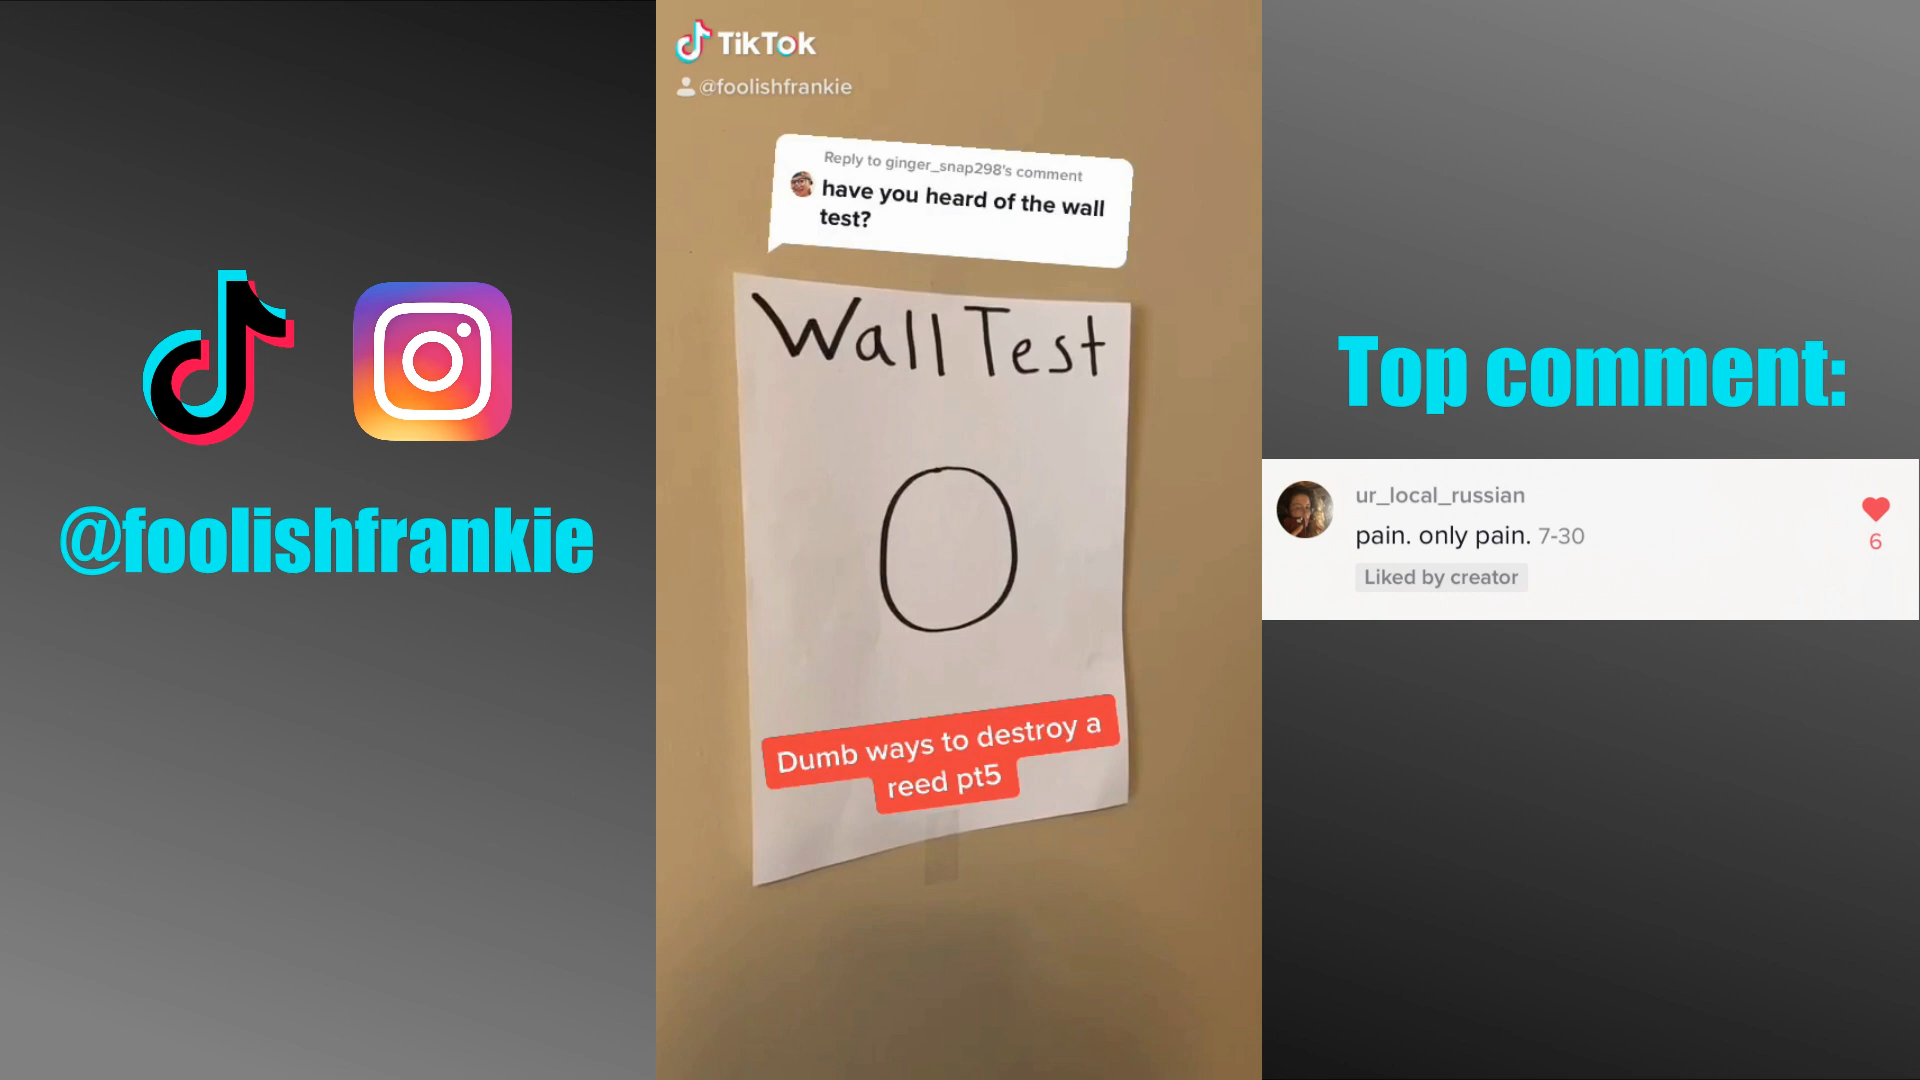 @foolishfrankie
TikTok
@foolishfrankie
Reply to ginger_snap298's comment
have you heard of the wall
test?
Wall Test
Dumb ways to destroy a
reed pt5
Top comment:
ur_local_russian
pain. only pain. 7-30
6
Liked by creator